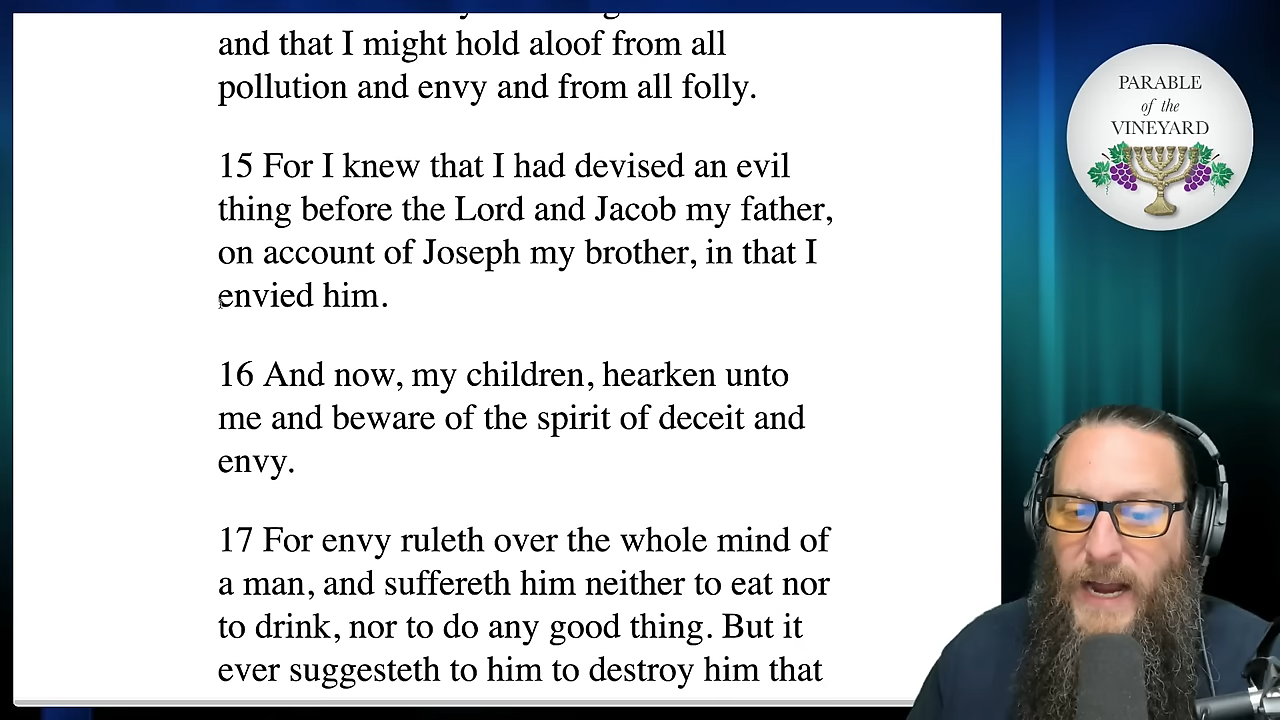 and that I might hold aloof from all
pollution and envy and from all folly.
15 For I knew that I had devised an evil
thing before the Lord and Jacob my father,
on account of Joseph my brother, in that I
envied him.
16 And now, my children, hearken unto
me and beware of the spirit of deceit and
envy.
17 For envy ruleth over the whole mind of
a man, and suffereth him neither to eat nor
to drink, nor to do any good thing. But it
ever suggesteth to him to destroy him that
PARABLE
of the
VINEYARD